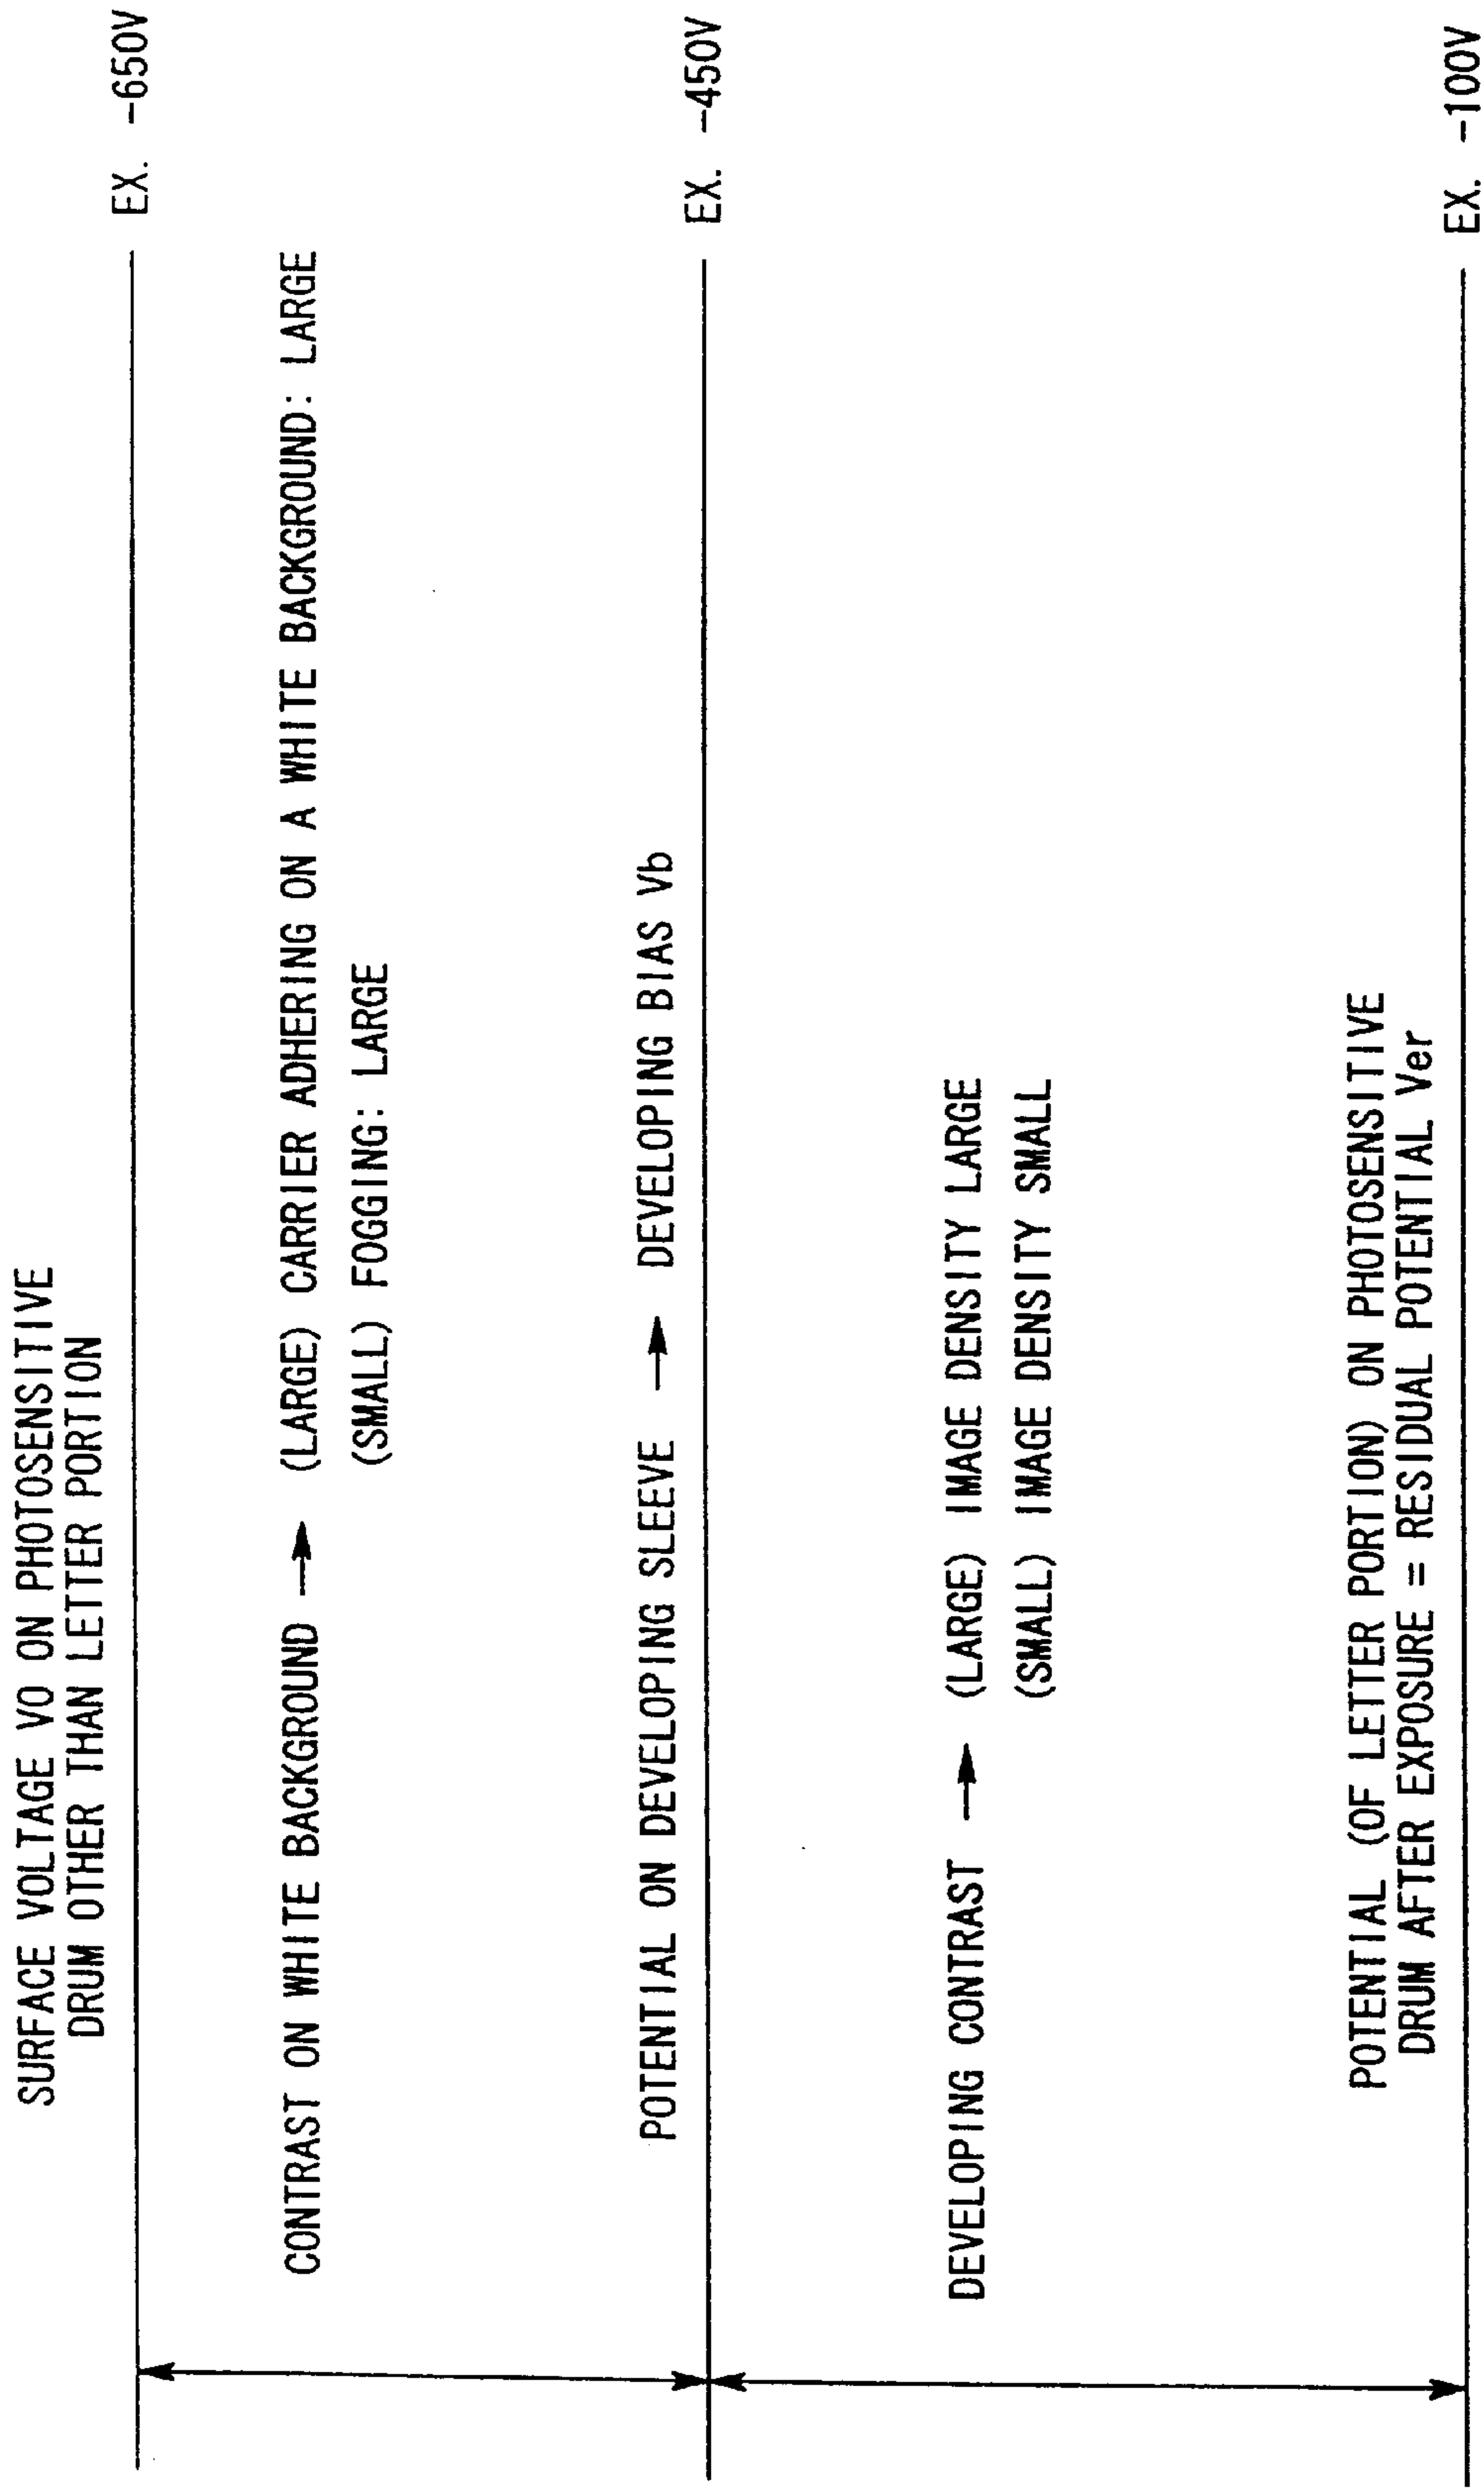 SURFACE VOLTAGE V0 ON PHOTOSENSITIVE
DRUM OTHER THAN LETTER PORTION
EX. -650V
CONTRAST ON WHITE BACKGROUND → (LARGE) CARRIER ADHERING ON A WHITE BACKGROUND: LARGE
(SMALL) FOGGING: LARGE
POTENTIAL ON DEVELOPING SLEEVE → DEVELOPING BIAS Vb
EX. -450V
DEVELOPING CONTRAST → (LARGE) IMAGE DENSITY LARGE
(SMALL) IMAGE DENSITY SMALL
POTENTIAL (OF LETTER PORTION) ON PHOTOSENSITIVE
DRUM AFTER EXPOSURE = RESIDUAL POTENTIAL Ver
EX. -100V